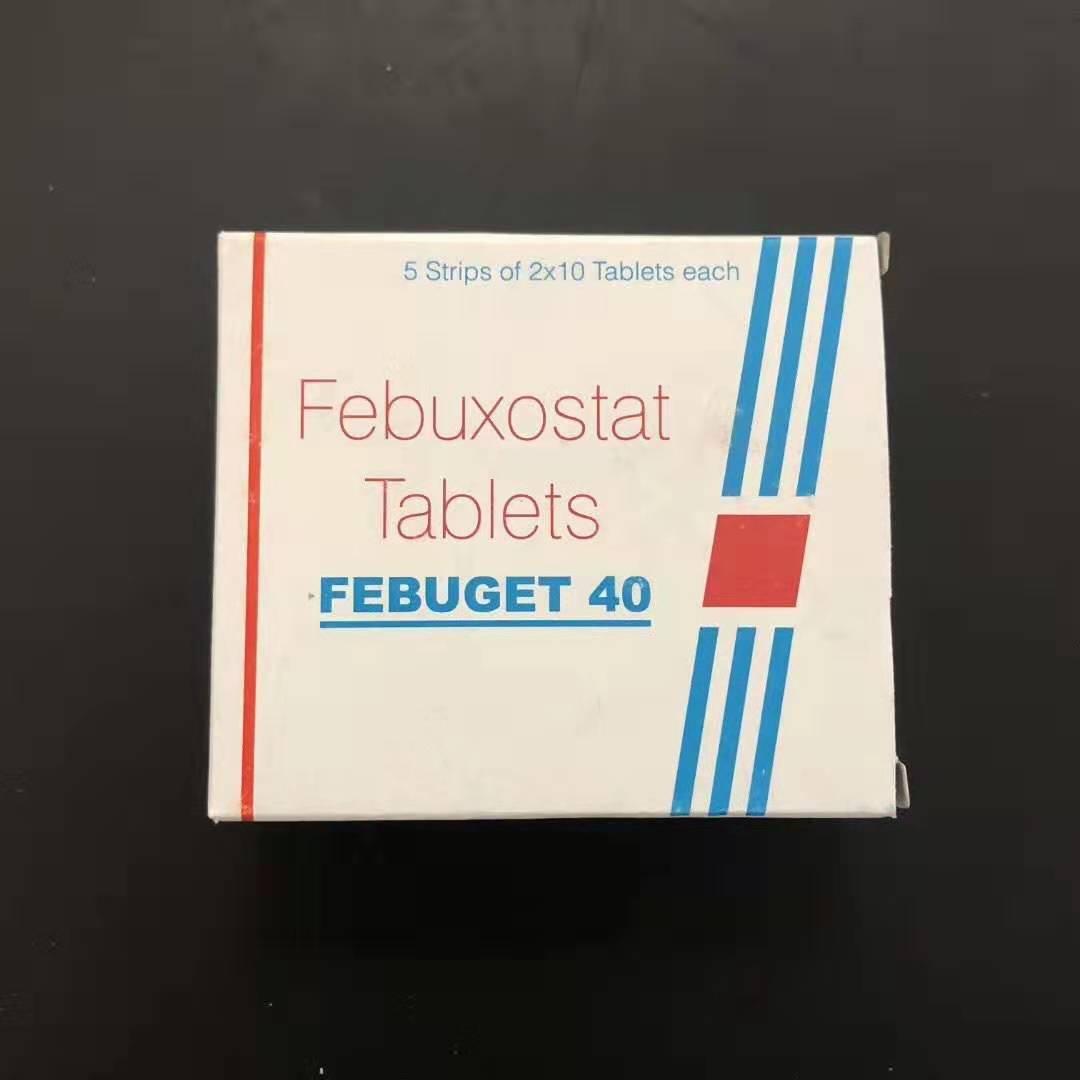 5 Strips of 2x10 Tablets each
Febuxostat
Tablets
FEBUGET 40